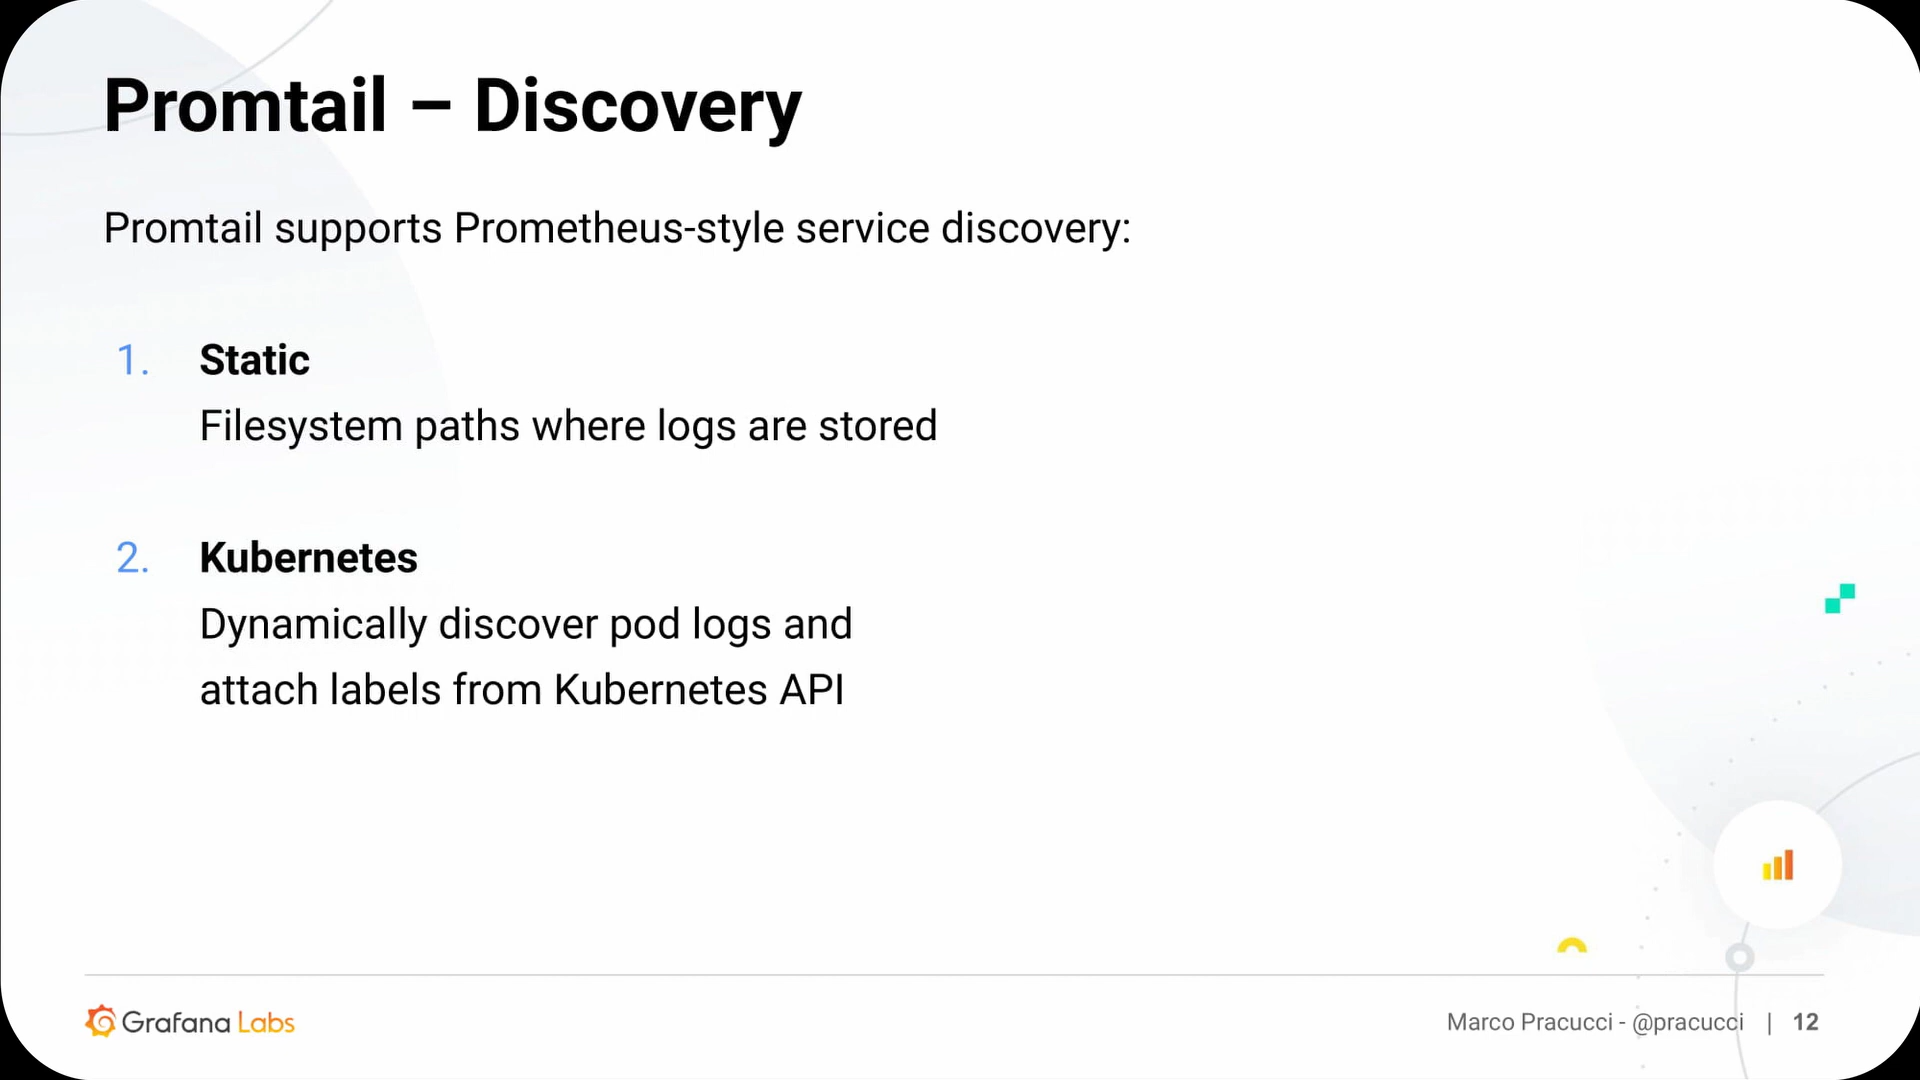 Promtail – Discovery
Promtail supports Prometheus-style service discovery:
1. Static
Filesystem paths where logs are stored
2. Kubernetes
Dynamically discover pod logs and
attach labels from Kubernetes API
Grafana Labs
Marco Pracucci - @pracucci | 12